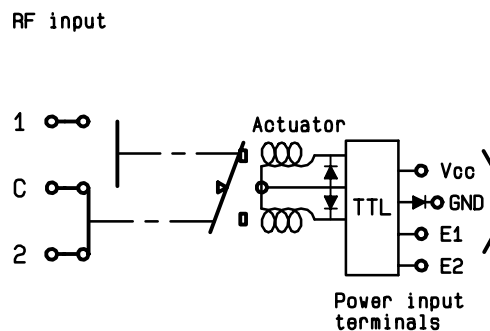 RF input
1
C
2
Actuator
TTL
Vcc
GND
E1
E2
Power input
terminals